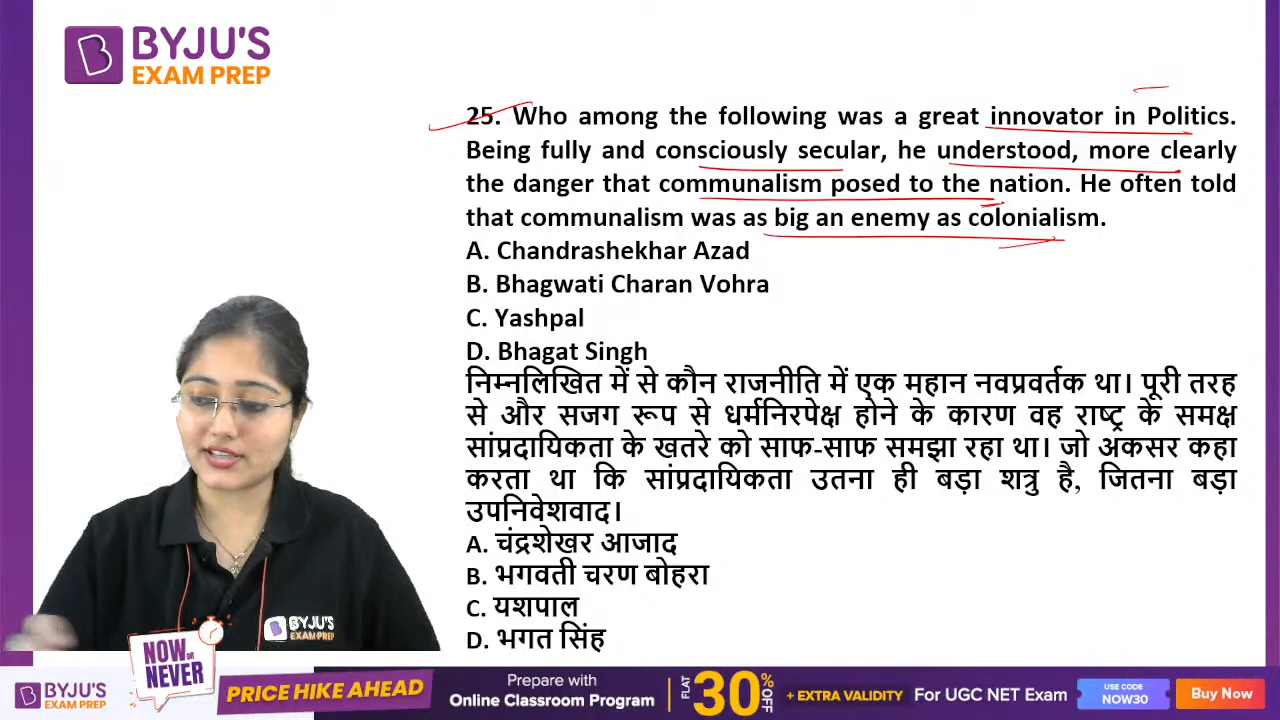 BYJU'S
EXAM PREP
25. Who among the following was a great innovator in Politics.
Being fully and consciously secular, he understood, more clearly
the danger that communalism posed to the nation. He often told
that communalism was as big an enemy as colonialism.
A. Chandrashekhar Azad
B. Bhagwati Charan Vohra
C. Yashpal
D. Bhagat Singh
निम्नलिखित में से कौन राजनीति में एक महान नवप्रवर्तक था। पूरी तरह
से और सजग रूप से धर्मनिरपेक्ष होने के कारण वह राष्ट्र के समक्ष
सांप्रदायिकता के खतरे को साफ-साफ समझा रहा था। जो अकसर कहा
करता था कि सांप्रदायिकता उतना ही बड़ा शत्रु है, जितना बड़ा
उपनिवेशवाद।
A. चंद्रशेखर आजाद
B. भगवती चरण बोहरा
C. यशपाल
D. भगत सिंह
BYJU'S
EXAM PREP
NOW OR
NEVER
BYJU'S
EXAM PREP
PRICE HIKE AHEAD
Prepare with
Online Classroom Program
FLAT
30% OFF
+ EXTRA VALIDITY
For UGC NET Exam
USE CODE
NOW30
Buy Now